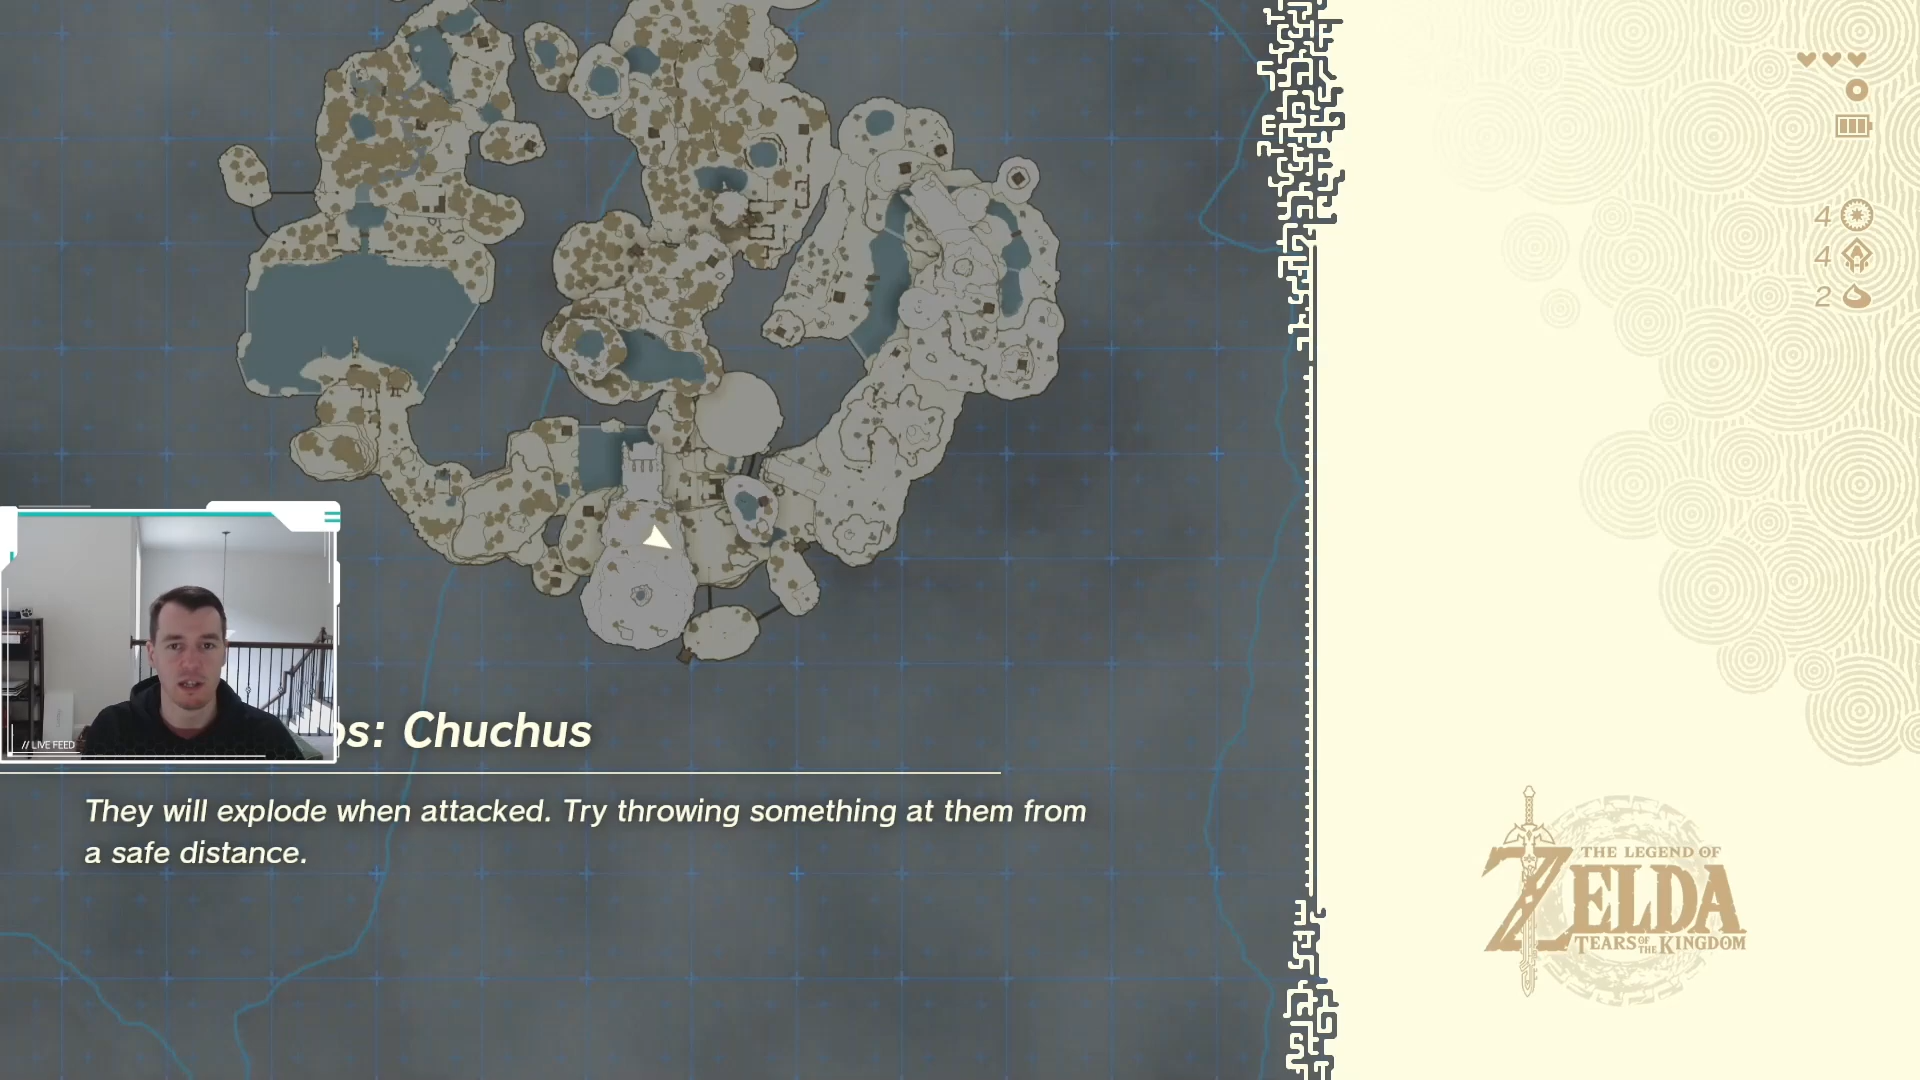 4
4
2
// LIVE FEED
os: Chuchus
They will explode when attacked. Try throwing something at them from
a safe distance.
THE LEGEND OF
ZELDA
TEARS OF THE KINGDOM